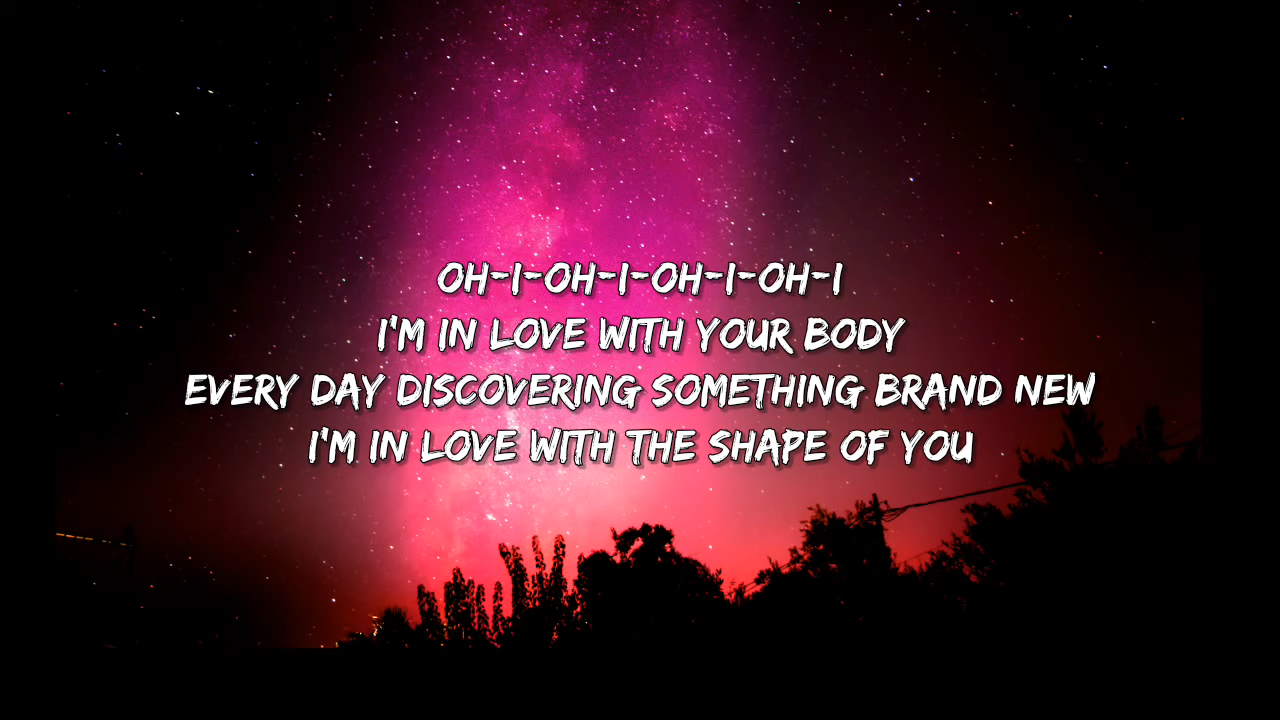 OH-I-OH-I-OH-I-OH-I
I'M IN LOVE WITH YOUR BODY
EVERY DAY DISCOVERING SOMETHING BRAND NEW
I'M IN LOVE WITH THE SHAPE OF YOU